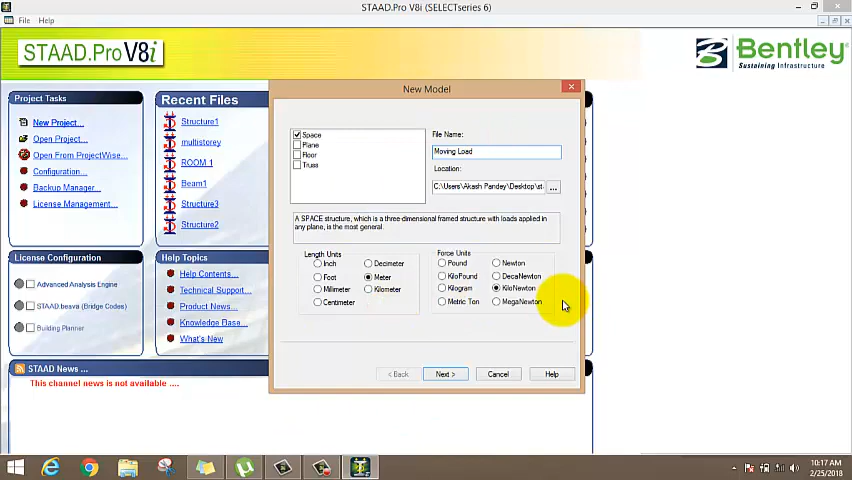 STAAD.Pro V8i (SELECTseries 6)
File Help
STAAD.Pro V8i
Bentley
Sustaining Infrastructure
Project Tasks
New Project...
Open Project...
Open From ProjectWise...
Configuration...
Backup Manager...
License Management...
Recent Files
Structure1
multistorey
ROOM 1
Beam1
Structure3
Structure2
New Model
Space
Plane
Floor
Truss
File Name:
Moving Load
Location:
C:\Users\Akash Pandey\Desktop\st.
...
A SPACE structure, which is a three-dimensional framed structure with loads applied in
any plane, is the most general.
Length Units
Inch Decimeter
Foot Meter
Millimeter Kilometer
Centimeter
Force Units
Pound Newton
KiloPound DecaNewton
Kilogram KiloNewton
Metric Ton MegaNewton
< Back Next > Cancel Help
License Configuration
Advanced Analysis Engine
STAAD.beava (Bridge Codes)
Building Planner
Help Topics
Help Contents...
Technical Support...
Product News...
Knowledge Base...
What's New
STAAD News ...
This channel news is not available ....
10:17 AM
2/25/2018